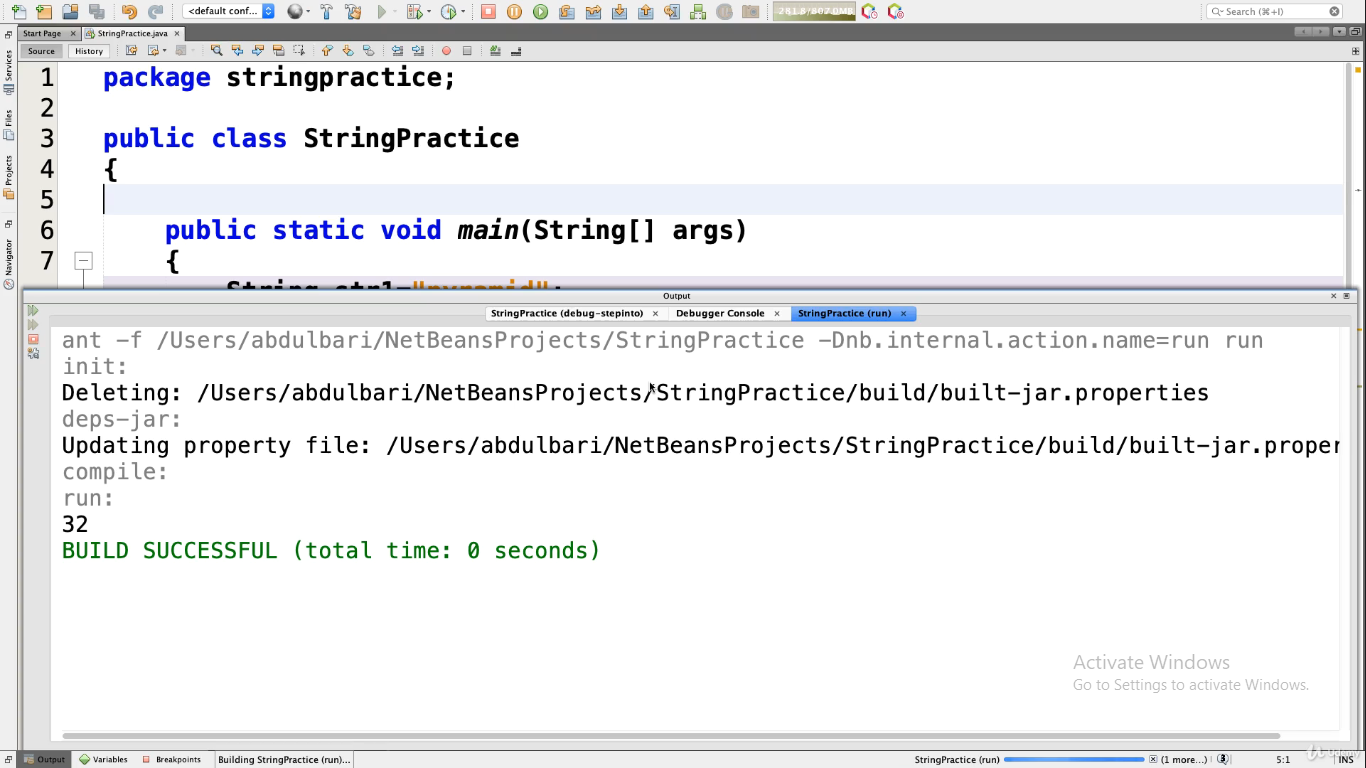 <default conf...
281.8/802.0MB
Search (⌘+I)
Start Page
StringPractice.java
Source
History
Services
Files
Projects
Navigator
1 package stringpractice;
2
3 public class StringPractice
4 {
5
6 public static void main(String[] args)
7 {
String str1="pyramid";
Output
StringPractice (debug-stepinto)
Debugger Console
StringPractice (run)
ant -f /Users/abdulbari/NetBeansProjects/StringPractice -Dnb.internal.action.name=run run
init:
Deleting: /Users/abdulbari/NetBeansProjects/StringPractice/build/built-jar.properties
deps-jar:
Updating property file: /Users/abdulbari/NetBeansProjects/StringPractice/build/built-jar.proper
compile:
run:
32
BUILD SUCCESSFUL (total time: 0 seconds)
Activate Windows
Go to Settings to activate Windows.
Output
Variables
Breakpoints
Building StringPractice (run)...
StringPractice (run)
(1 more...)
5:1
INS